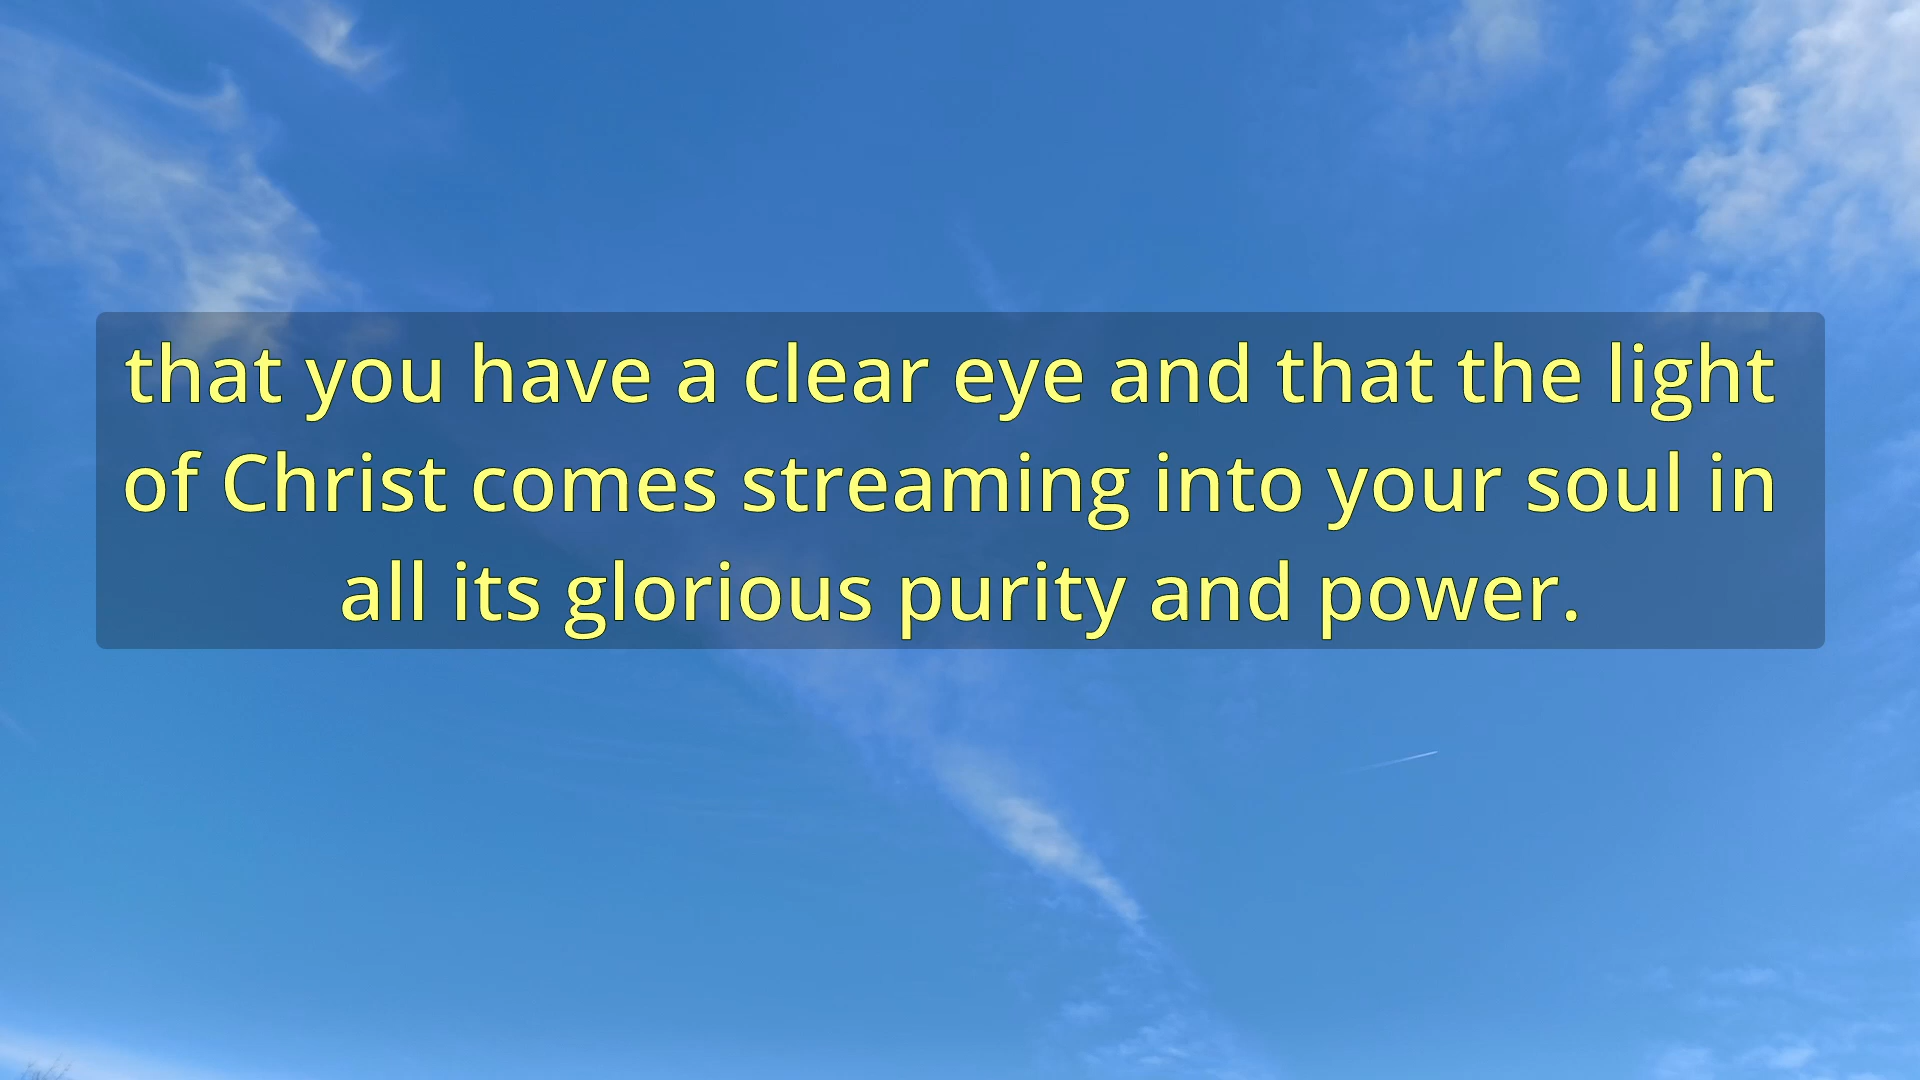 that you have a clear eye and that the light
of Christ comes streaming into your soul in
all its glorious purity and power.